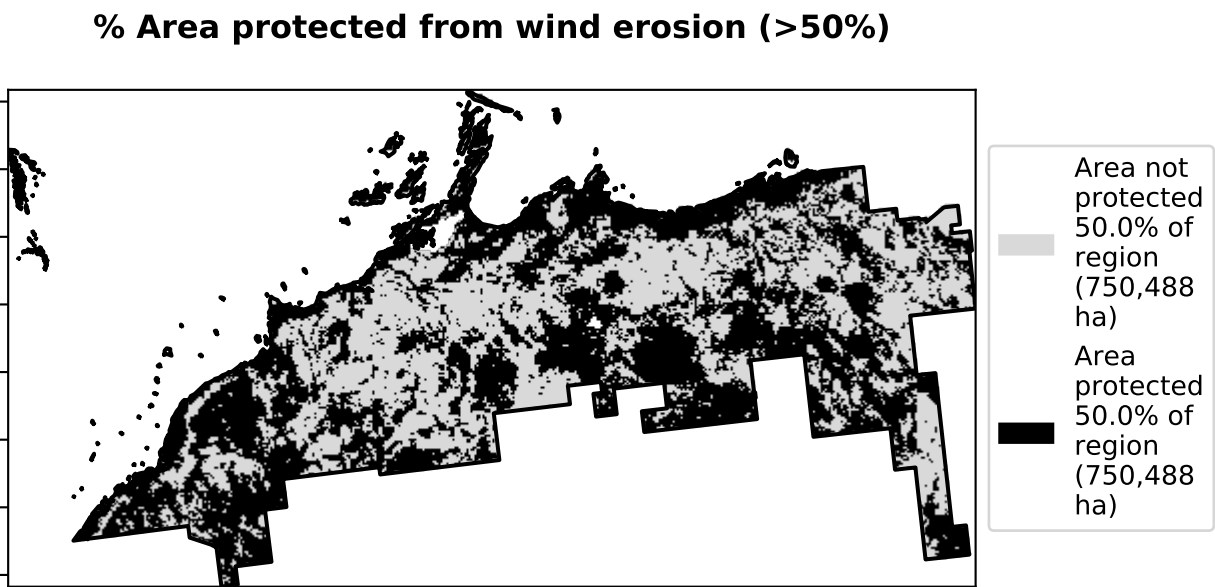 % Area protected from wind erosion (>50%)
Area not
protected
50.0% of
region
(750,488
ha)
Area
protected
50.0% of
region
(750,488
ha)